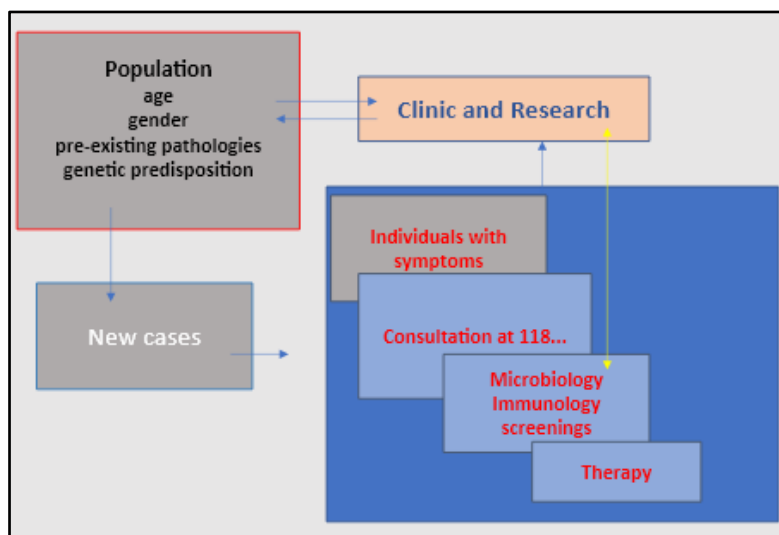 Population
age
gender
pre-existing pathologies
genetic predisposition
Clinic and Research
Individuals with
symptoms
New cases
Consultation at 118...
Microbiology
Immunology
screenings
Therapy